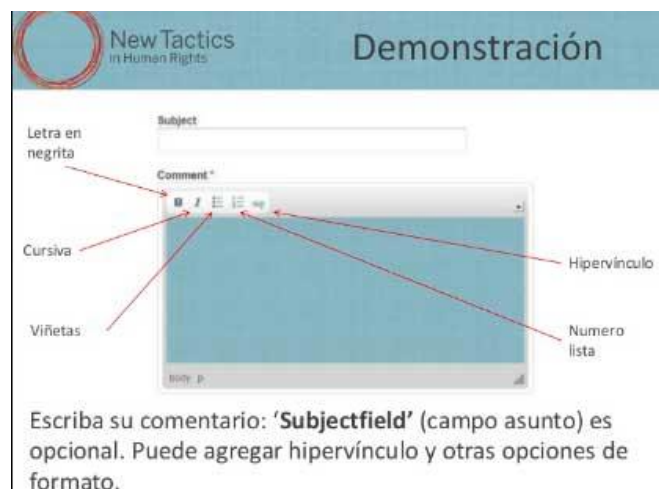 New Tactics
in Human Rights
Demonstración
Subject
Letra en
negrita
Comment *
B I
Cursiva
Hipervínculo
Viñetas
Numero
lista
body p
Escriba su comentario: ‘Subjectfield’ (campo asunto) es
opcional. Puede agregar hipervínculo y otras opciones de
formato.